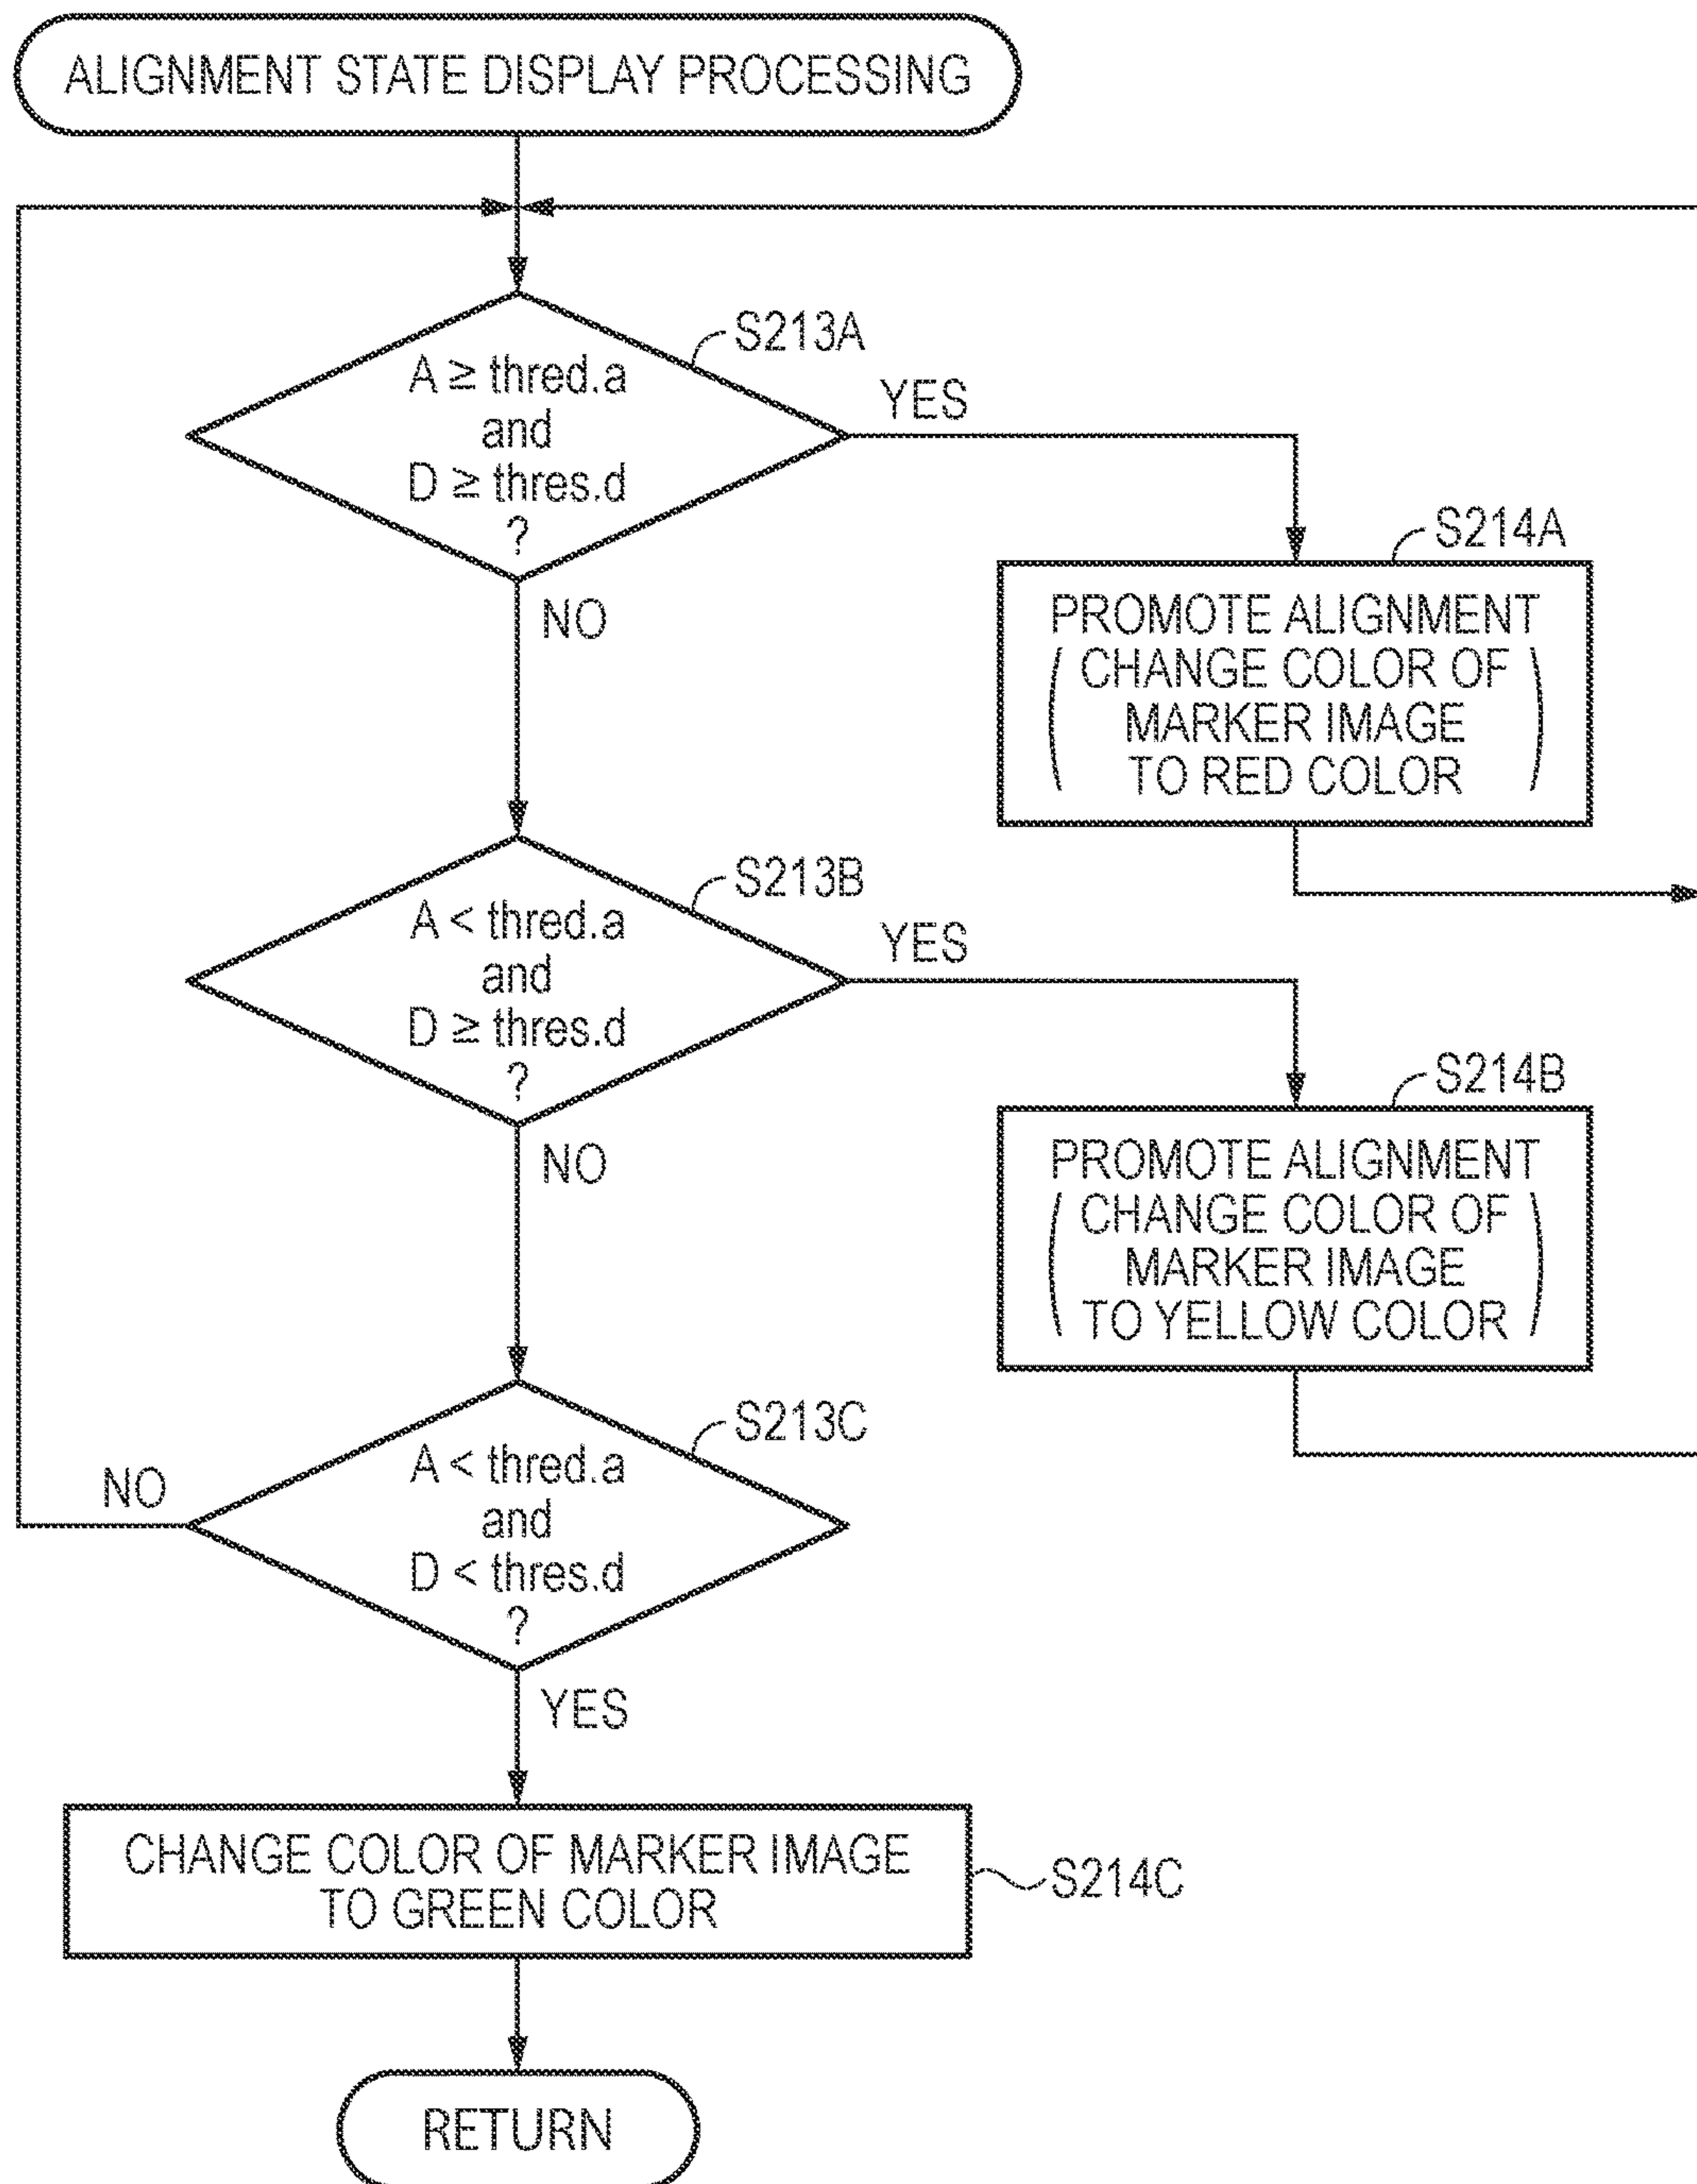 ALIGNMENT STATE DISPLAY PROCESSING
S213A
A ≥ thred.a
and
D ≥ thres.d
?
YES
NO
S214A
PROMOTE ALIGNMENT
( CHANGE COLOR OF
MARKER IMAGE
TO RED COLOR )
S213B
A < thred.a
and
D ≥ thres.d
?
YES
NO
S214B
PROMOTE ALIGNMENT
( CHANGE COLOR OF
MARKER IMAGE
TO YELLOW COLOR )
S213C
A < thred.a
and
D < thres.d
?
NO
YES
CHANGE COLOR OF MARKER IMAGE
TO GREEN COLOR
S214C
RETURN